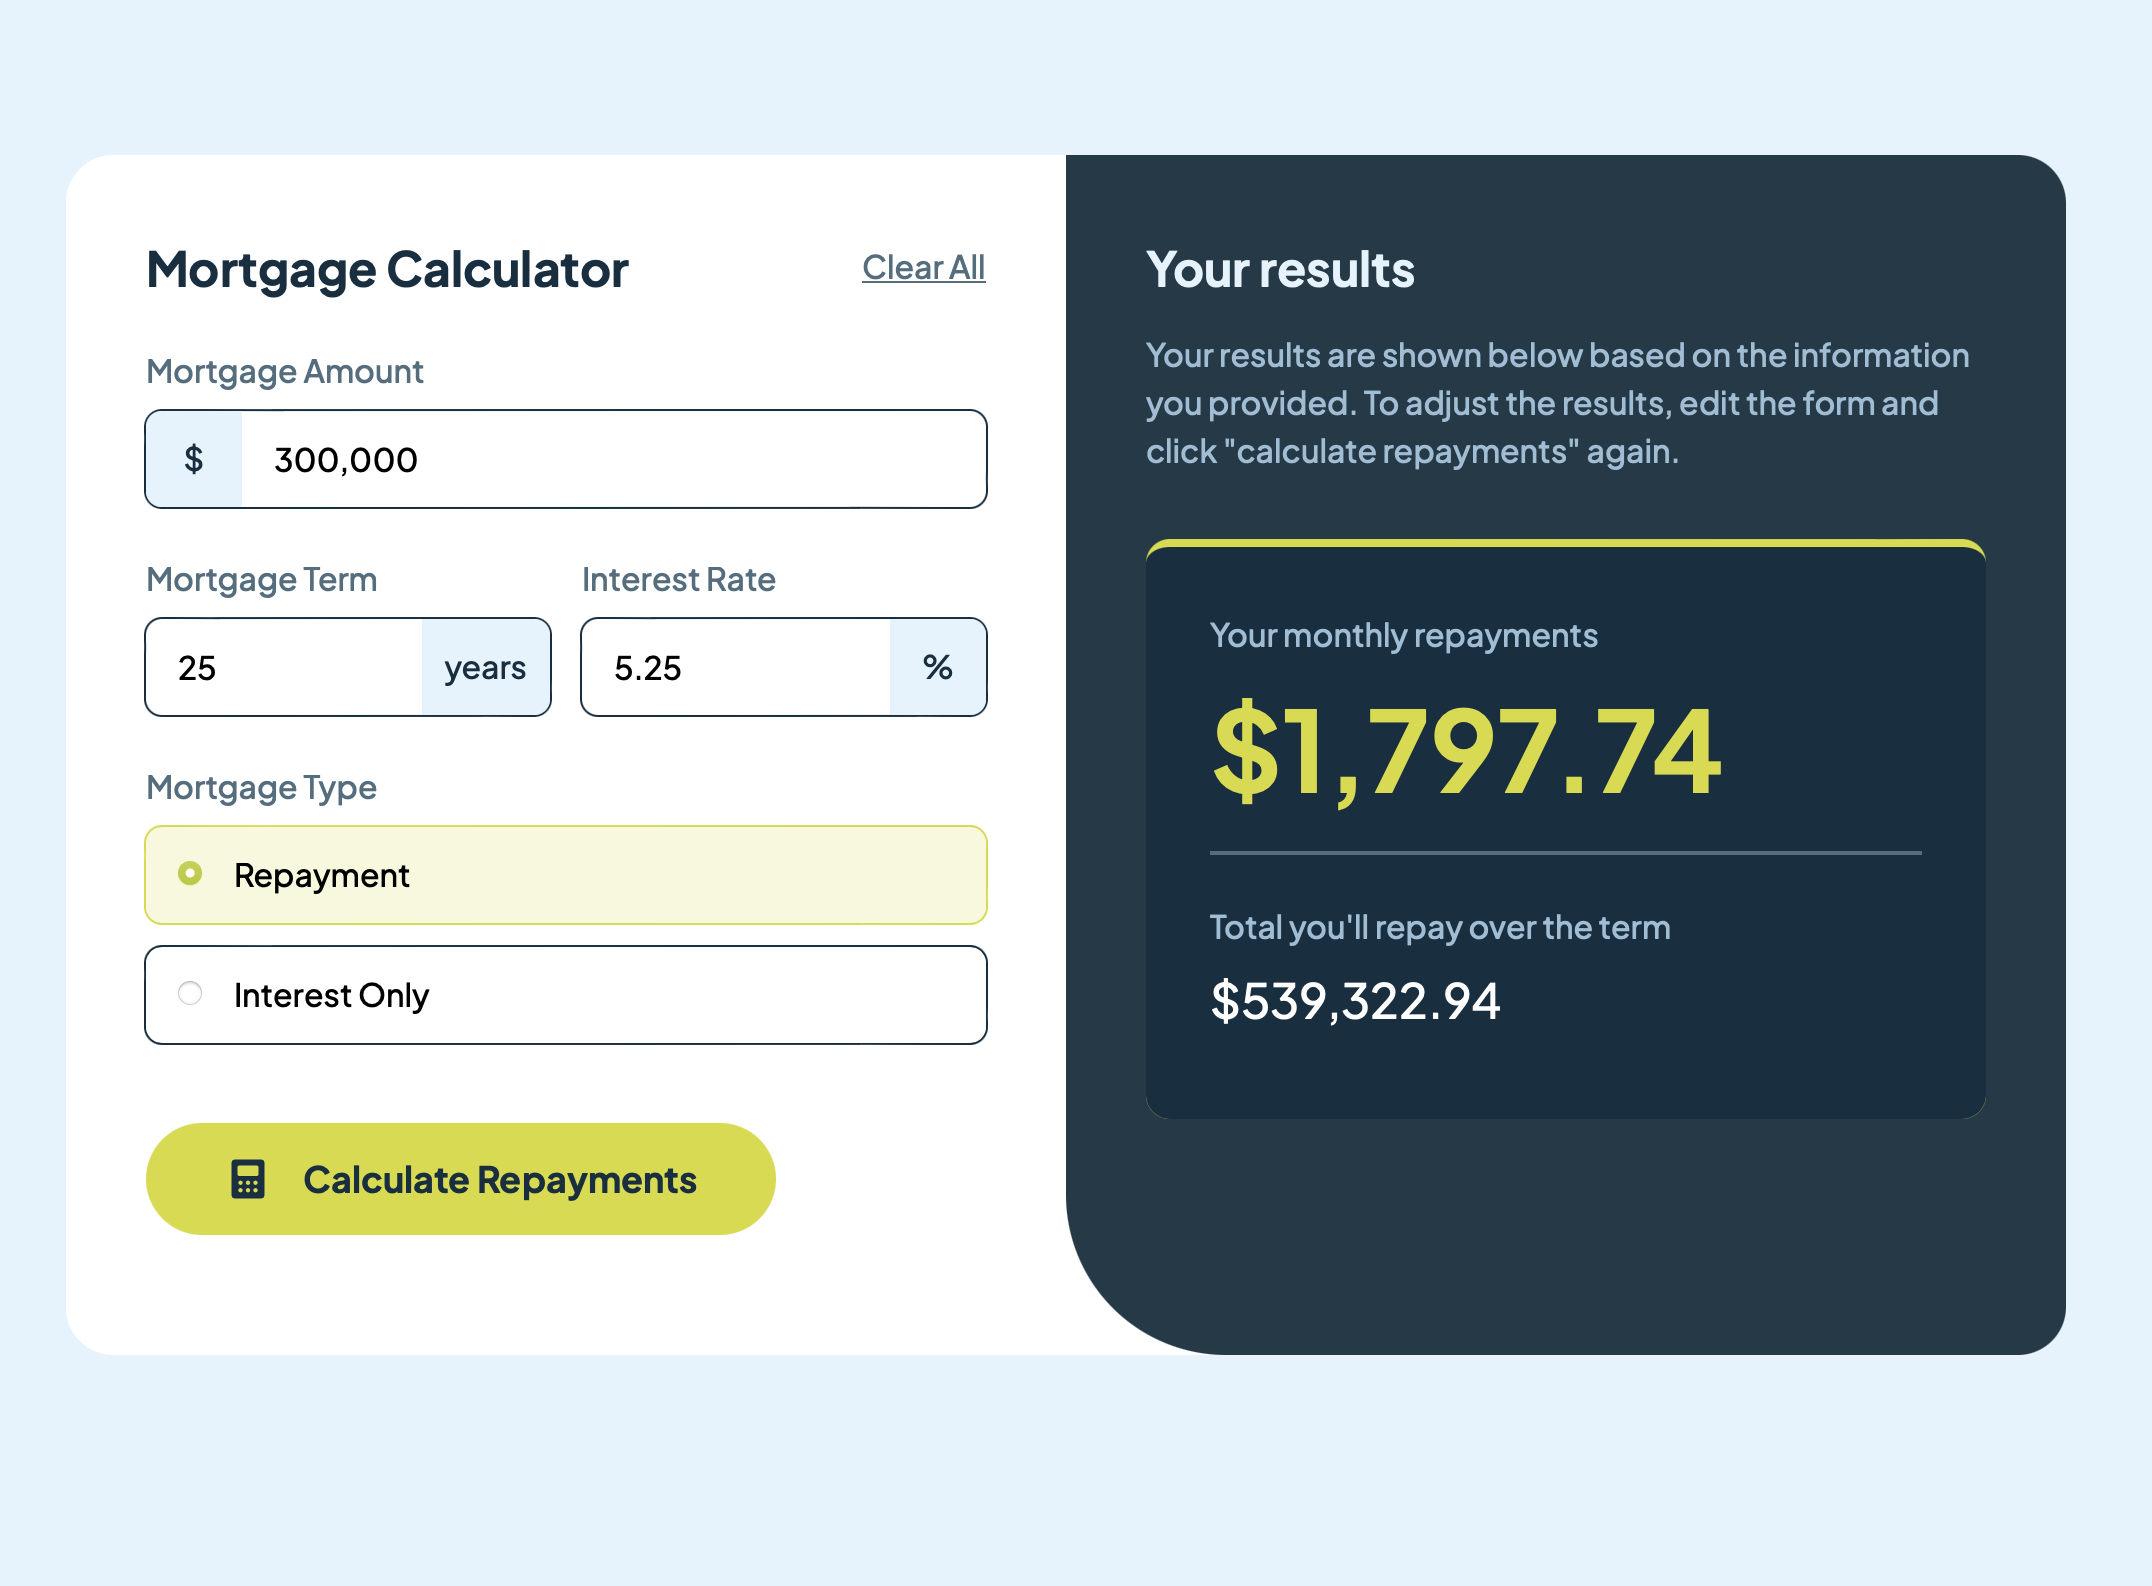 Mortgage Calculator
Clear All
Mortgage Amount
$ 300,000
Mortgage Term
25 years
Interest Rate
5.25 %
Mortgage Type
Repayment
Interest Only
Calculate Repayments
Your results
Your results are shown below based on the information
you provided. To adjust the results, edit the form and
click "calculate repayments" again.
Your monthly repayments
$1,797.74
Total you'll repay over the term
$539,322.94